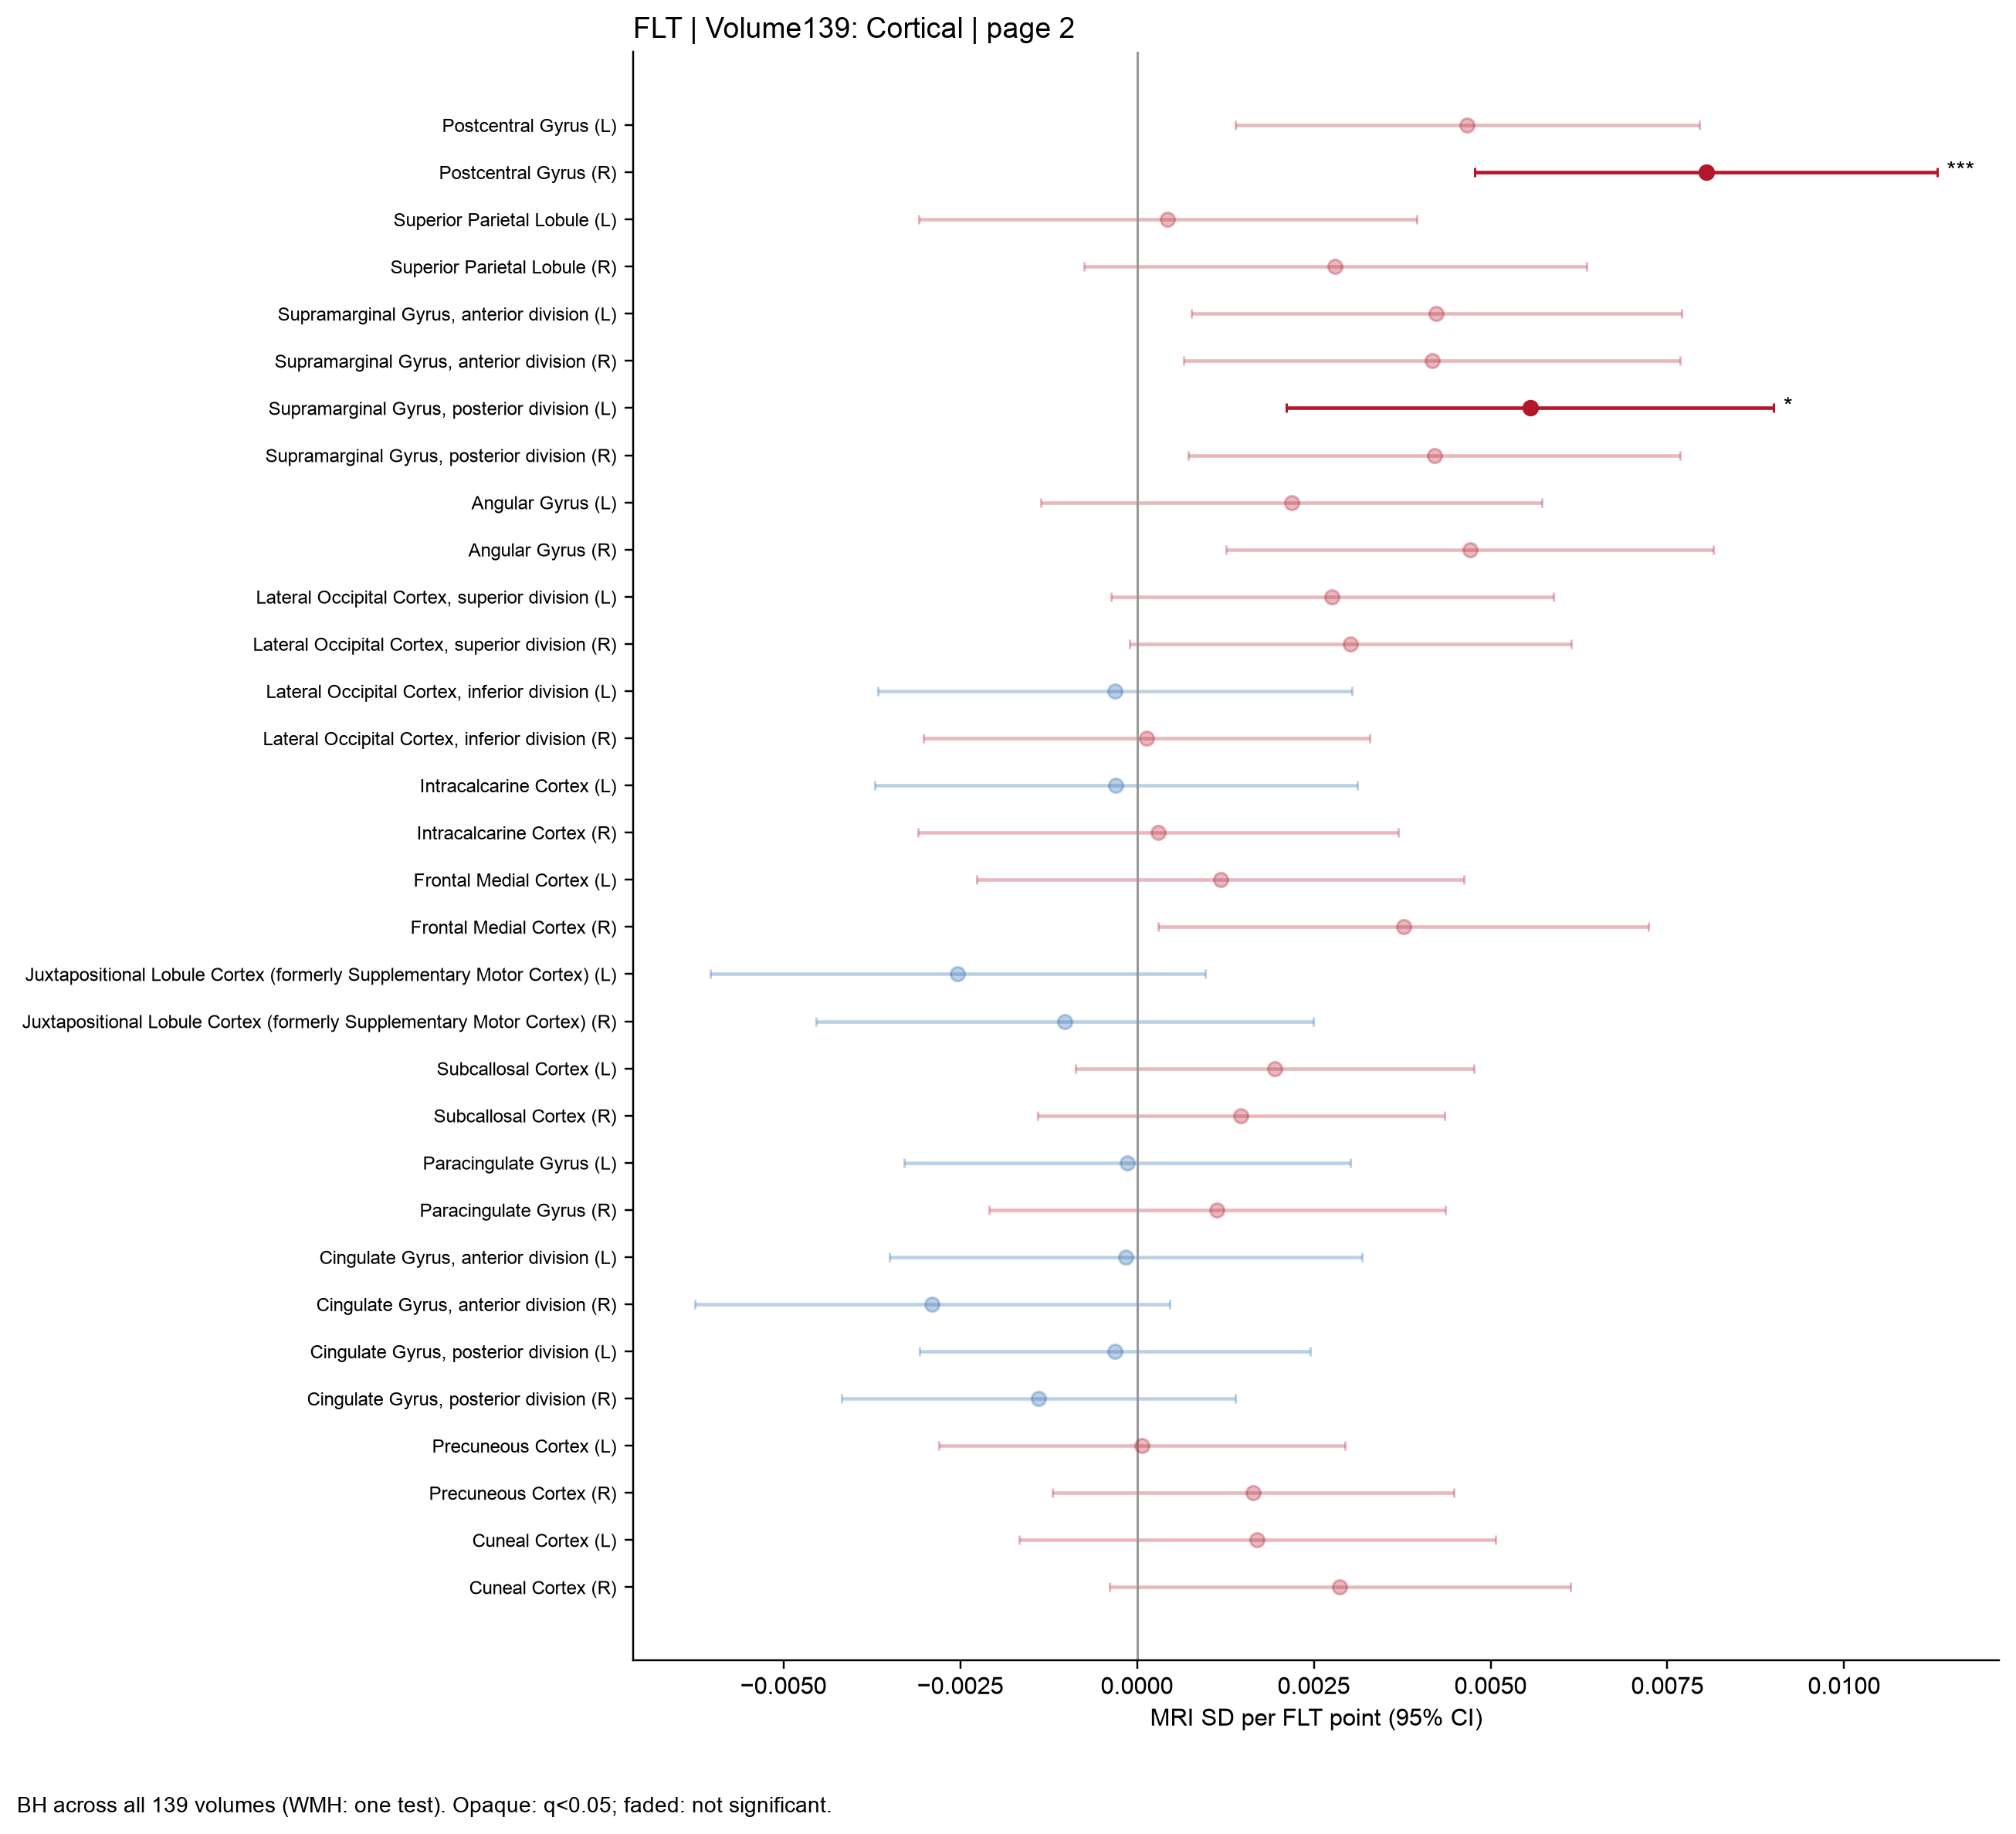 FLT | Volume139: Cortical | page 2
Postcentral Gyrus (L)
Postcentral Gyrus (R)
***
Superior Parietal Lobule (L)
Superior Parietal Lobule (R)
Supramarginal Gyrus, anterior division (L)
Supramarginal Gyrus, anterior division (R)
Supramarginal Gyrus, posterior division (L)
*
Supramarginal Gyrus, posterior division (R)
Angular Gyrus (L)
Angular Gyrus (R)
Lateral Occipital Cortex, superior division (L)
Lateral Occipital Cortex, superior division (R)
Lateral Occipital Cortex, inferior division (L)
Lateral Occipital Cortex, inferior division (R)
Intracalcarine Cortex (L)
Intracalcarine Cortex (R)
Frontal Medial Cortex (L)
Frontal Medial Cortex (R)
Juxtapositional Lobule Cortex (formerly Supplementary Motor Cortex) (L)
Juxtapositional Lobule Cortex (formerly Supplementary Motor Cortex) (R)
Subcallosal Cortex (L)
Subcallosal Cortex (R)
Paracingulate Gyrus (L)
Paracingulate Gyrus (R)
Cingulate Gyrus, anterior division (L)
Cingulate Gyrus, anterior division (R)
Cingulate Gyrus, posterior division (L)
Cingulate Gyrus, posterior division (R)
Precuneous Cortex (L)
Precuneous Cortex (R)
Cuneal Cortex (L)
Cuneal Cortex (R)
−0.0050 −0.0025 0.0000 0.0025 0.0050 0.0075 0.0100
MRI SD per FLT point (95% CI)
BH across all 139 volumes (WMH: one test). Opaque: q<0.05; faded: not significant.